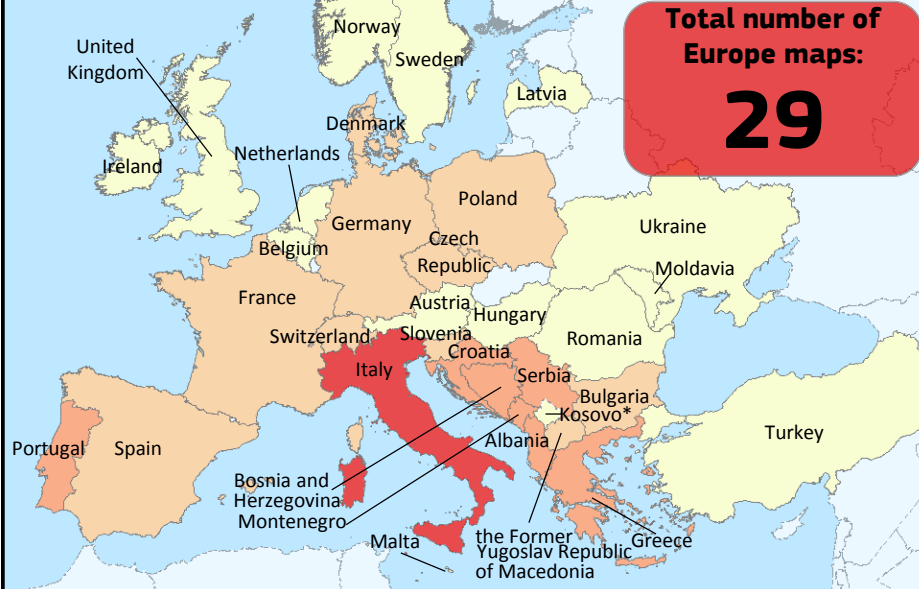 Total number of
Europe maps:
29
Norway
United
Kingdom
Sweden
Latvia
Denmark
Ireland
Netherlands
Poland
Germany
Ukraine
Belgium
Czech
Republic
Moldavia
France
Austria
Hungary
Switzerland
Slovenia
Romania
Croatia
Italy
Serbia
Bulgaria
Kosovo*
Portugal
Spain
Albania
Turkey
Bosnia and
Herzegovina
Montenegro
Malta
the Former
Yugoslav Republic
of Macedonia
Greece